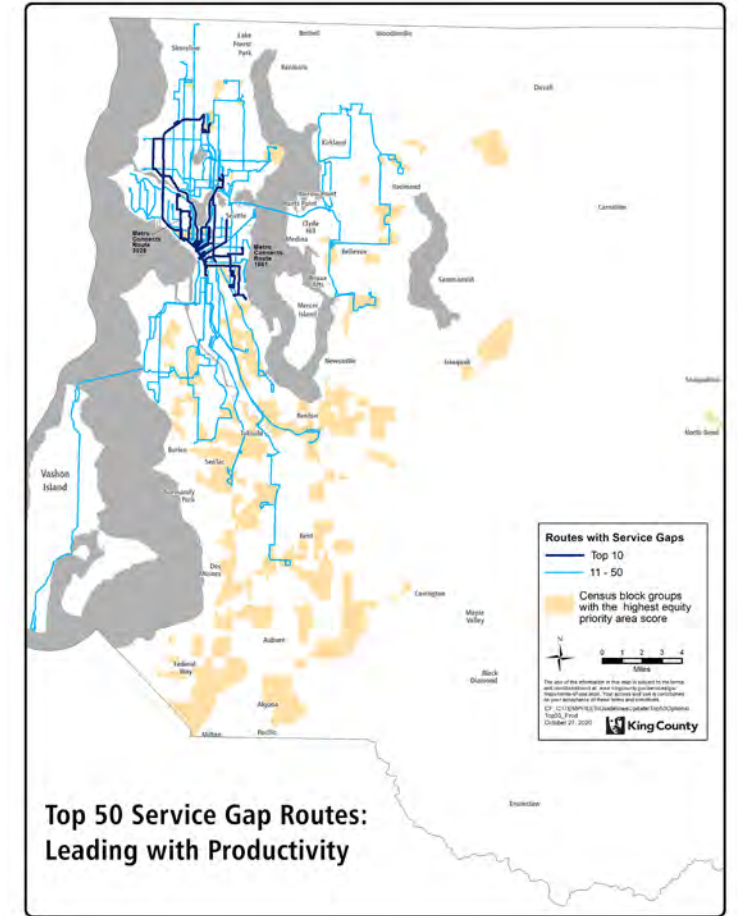 Lake
Forest
Park
Bothell
Woodinville
Shoreline
Kenmore
Duvall
Kirkland
Redmond
Hunts Point
Carnation
Seattle
Clyde
Hill
Medina
Metro
Connects
Route
Metro
Connects
Route
Bellevue
Beaux
Arts
Sammamish
Mercer
Island
Newcastle
Issaquah
Snoqualmie
North Bend
Renton
Tukwila
Burien
SeaTac
Vashon
Island
Normandy
Park
Kent
Des
Moines
Covington
Maple
Valley
Auburn
Black
Diamond
Federal
Way
Algona
Milton
Pacific
Enumclaw
Routes with Service Gaps
Top 10
11 - 50
Census block groups
with the highest equity
priority area score
N
0 1 2 3 4
Miles
October 21, 2020
King County
Top 50 Service Gap Routes:
Leading with Productivity